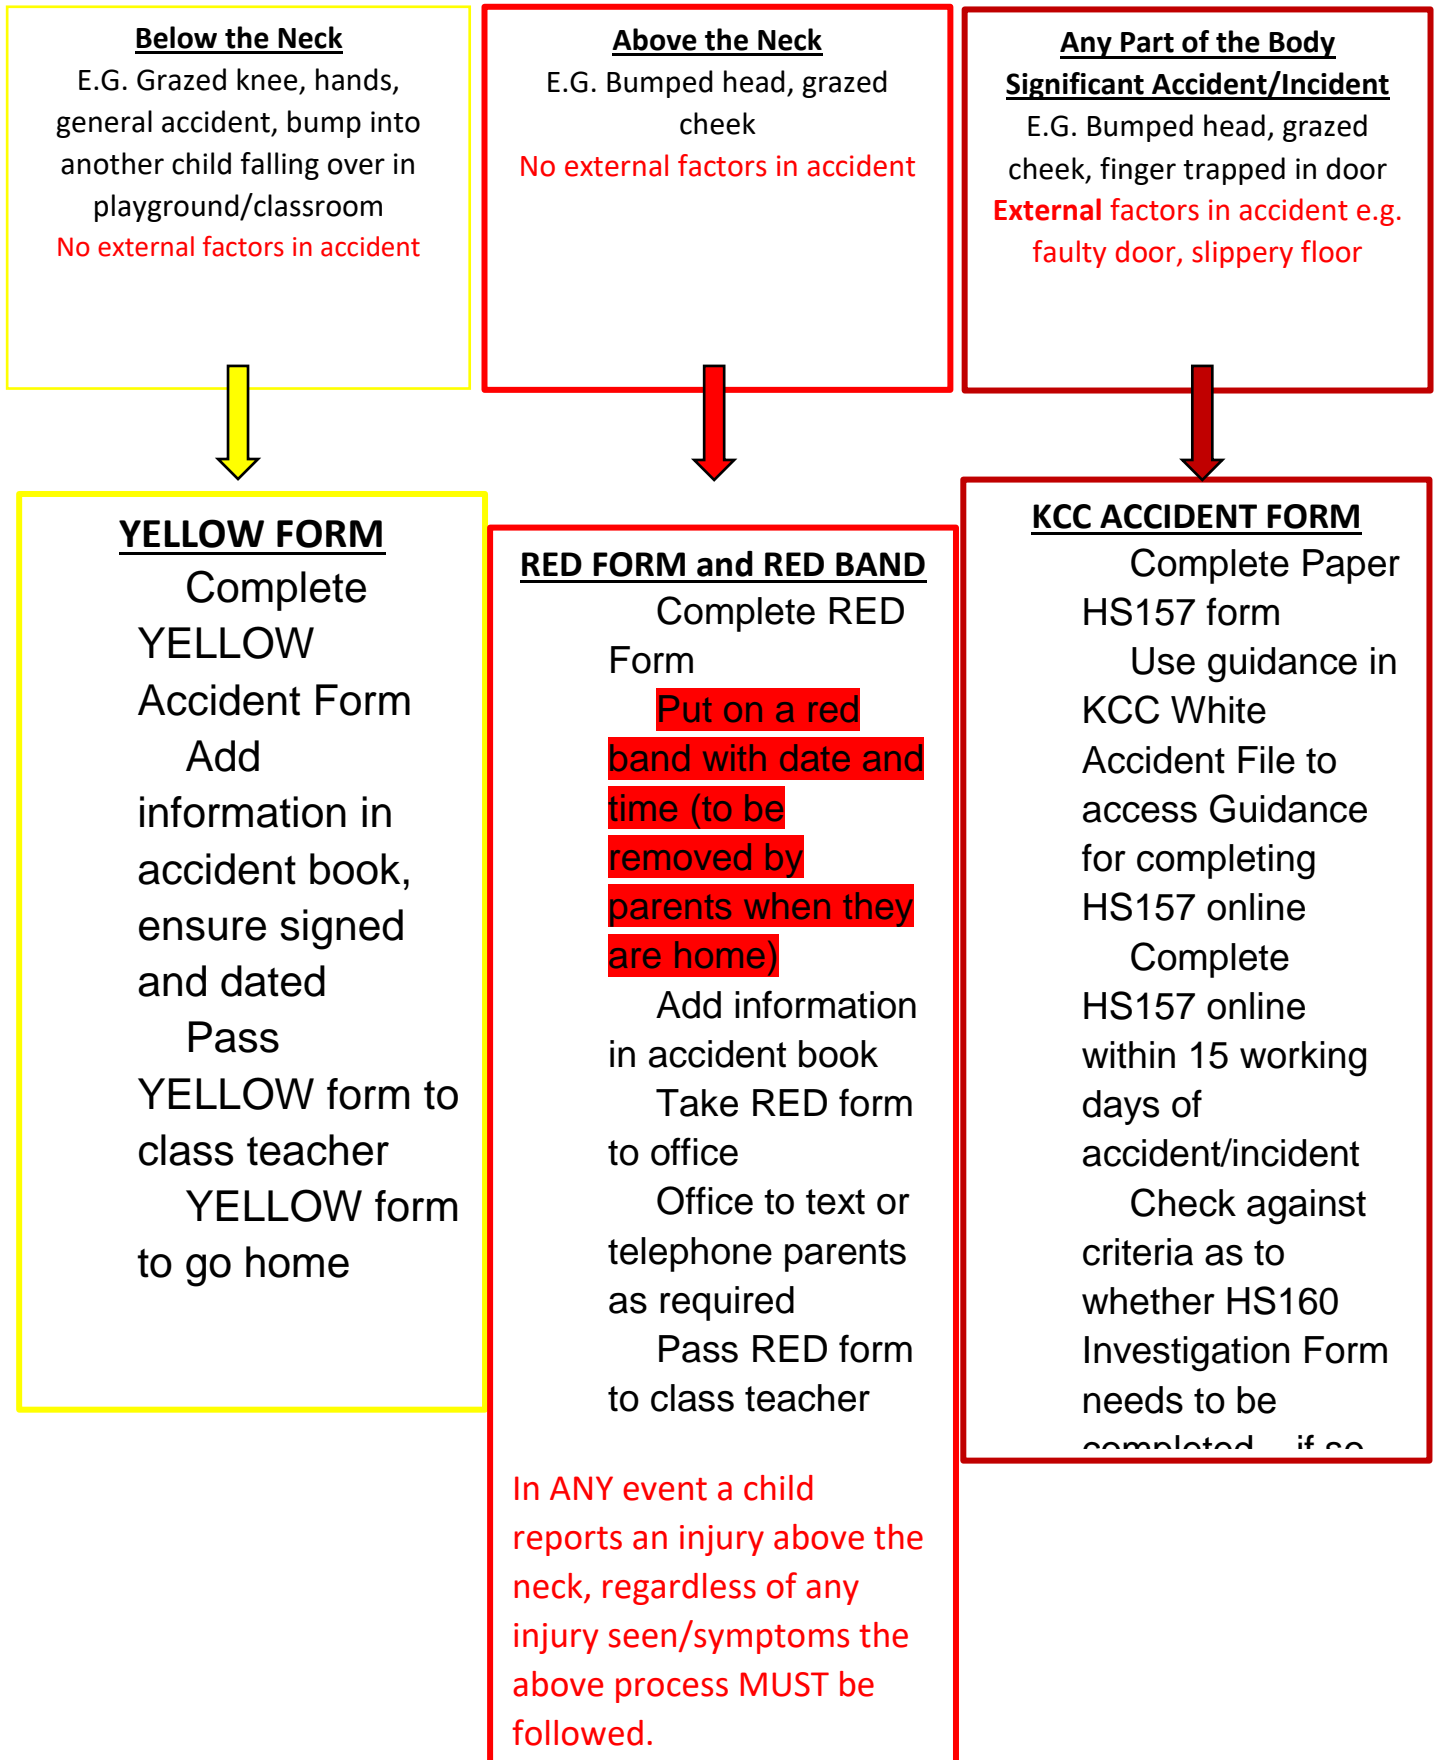 Below the Neck
E.G. Grazed knee, hands,
general accident, bump into
another child falling over in
playground/classroom
No external factors in accident
Above the Neck
E.G. Bumped head, grazed
cheek
No external factors in accident
Any Part of the Body
Significant Accident/Incident
E.G. Bumped head, grazed
cheek, finger trapped in door
External factors in accident e.g.
faulty door, slippery floor
YELLOW FORM
Complete
YELLOW
Accident Form
Add
information in
accident book,
ensure signed
and dated
Pass
YELLOW form to
class teacher
YELLOW form
to go home
RED FORM and RED BAND
Complete RED
Form
Put on a red
band with date and
time (to be
removed by
parents when they
are home)
Add information
in accident book
Take RED form
to office
Office to text or
telephone parents
as required
Pass RED form
to class teacher
In ANY event a child
reports an injury above the
neck, regardless of any
injury seen/symptoms the
above process MUST be
followed.
KCC ACCIDENT FORM
Complete Paper
HS157 form
Use guidance in
KCC White
Accident File to
access Guidance
for completing
HS157 online
Complete
HS157 online
within 15 working
days of
accident/incident
Check against
criteria as to
whether HS160
Investigation Form
needs to be
completed – if so